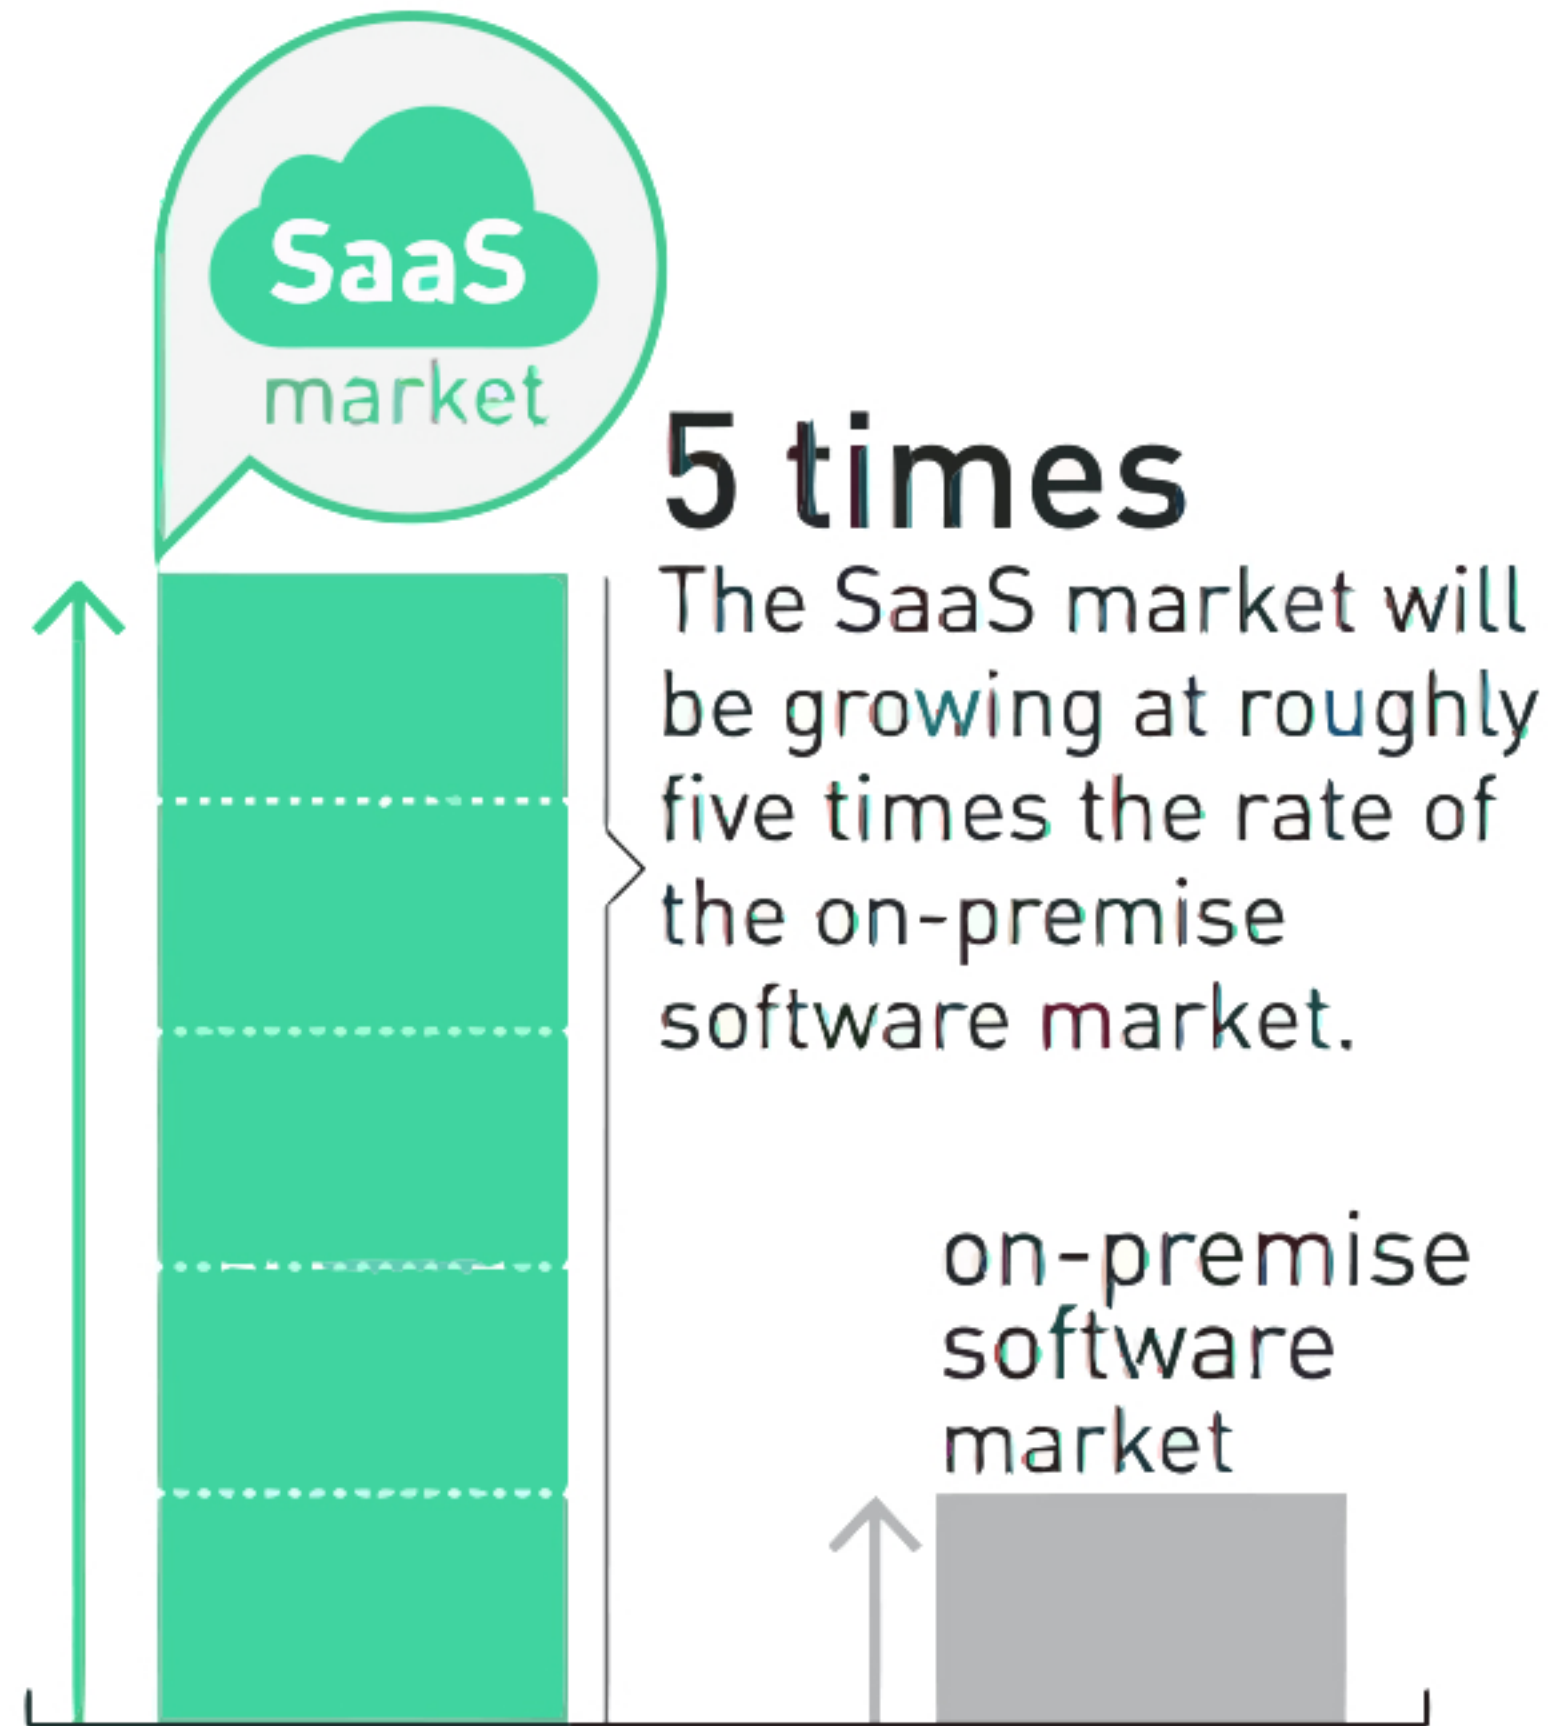 SaaS
market
5 times
The SaaS market will
be growing at roughly
five times the rate of
the on-premise
software market.
on-premise
software
market